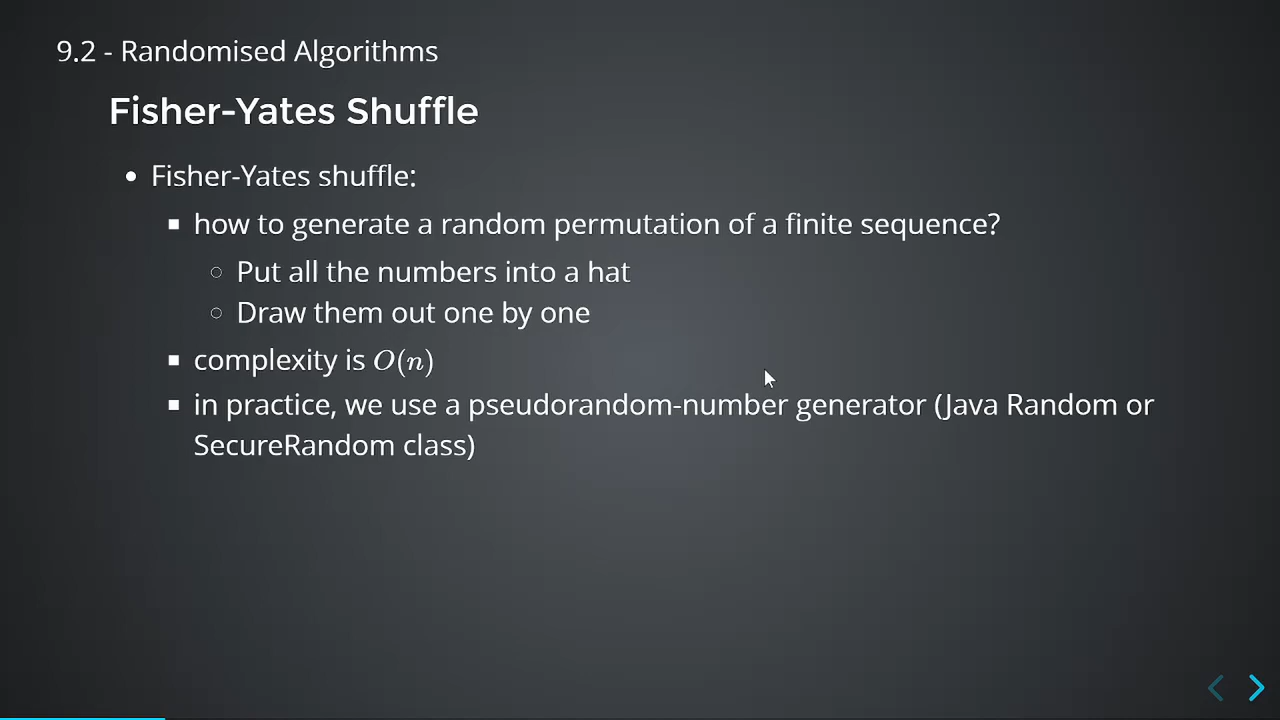 9.2 - Randomised Algorithms
Fisher-Yates Shuffle
• Fisher-Yates shuffle:
▪ how to generate a random permutation of a finite sequence?
○ Put all the numbers into a hat
○ Draw them out one by one
▪ complexity is O(n)
▪ in practice, we use a pseudorandom-number generator (Java Random or
SecureRandom class)